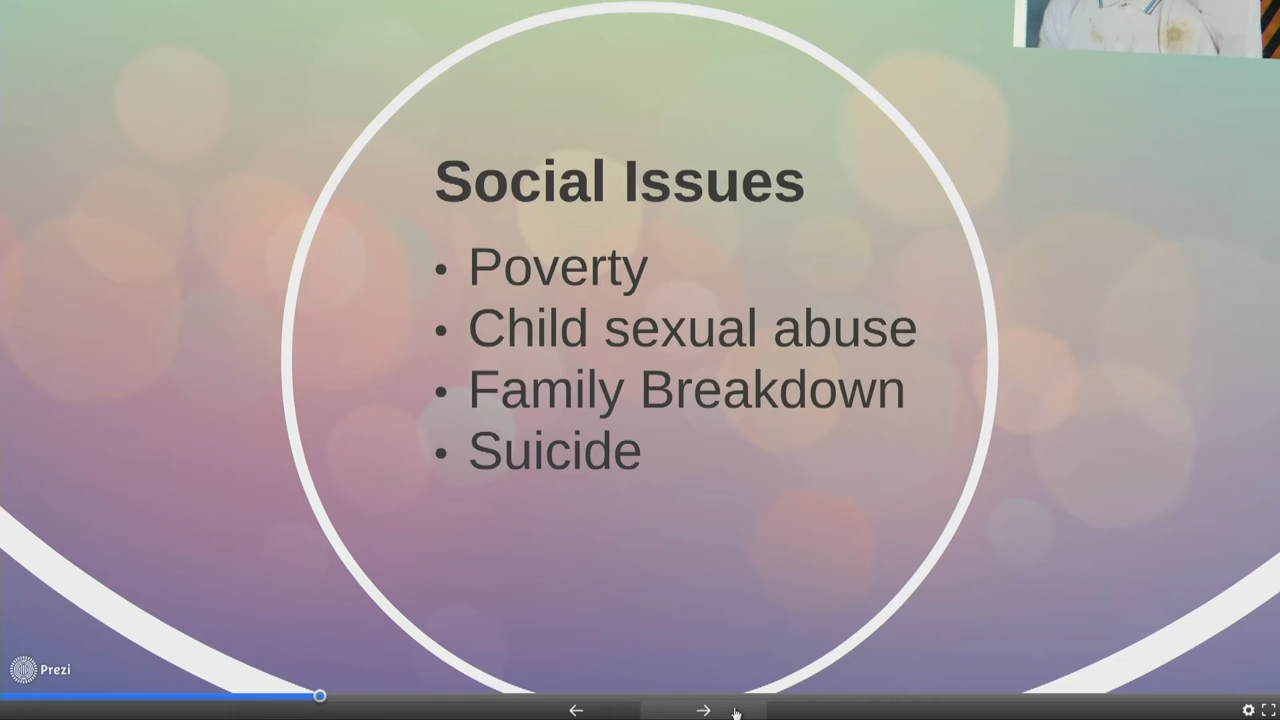 Social Issues
• Poverty
• Child sexual abuse
• Family Breakdown
• Suicide
Prezi